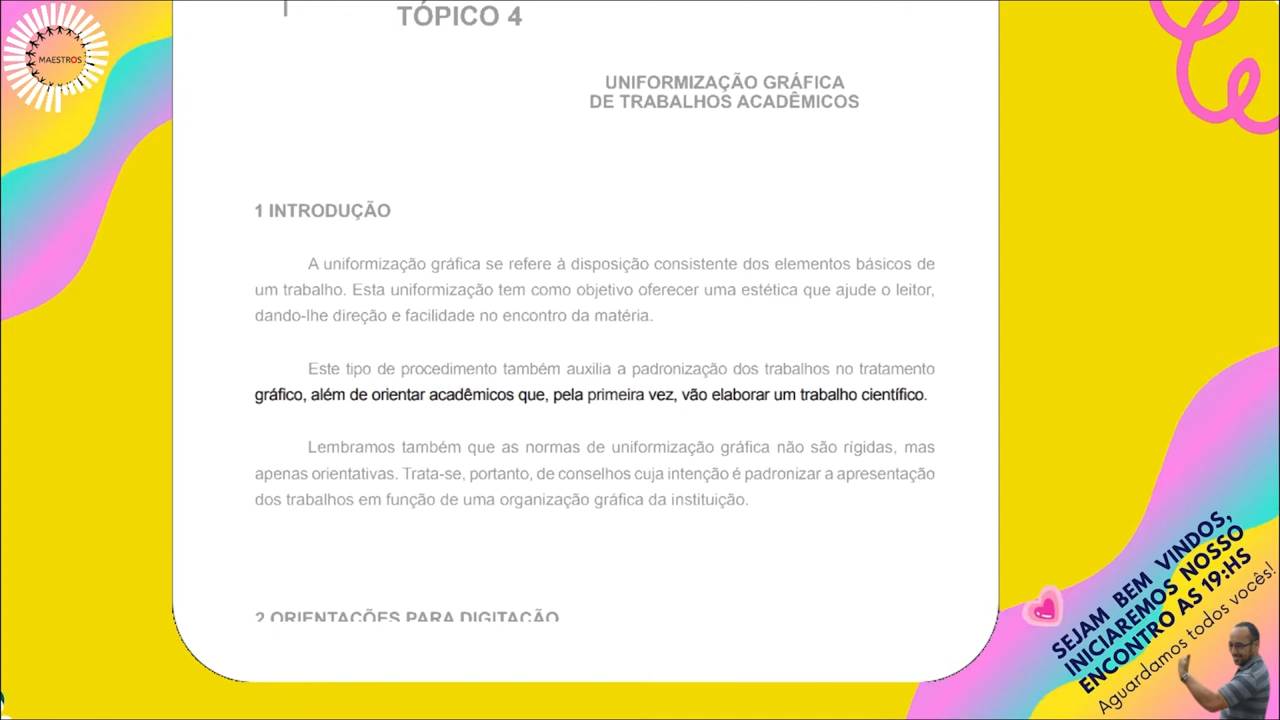 MAESTROS
TÓPICO 4
UNIFORMIZAÇÃO GRÁFICA
DE TRABALHOS ACADÊMICOS
1 INTRODUÇÃO
A uniformização gráfica se refere à disposição consistente dos elementos básicos de
um trabalho. Esta uniformização tem como objetivo oferecer uma estética que ajude o leitor,
dando-lhe direção e facilidade no encontro da matéria.
Este tipo de procedimento também auxilia a padronização dos trabalhos no tratamento
gráfico, além de orientar acadêmicos que, pela primeira vez, vão elaborar um trabalho científico.
Lembramos também que as normas de uniformização gráfica não são rígidas, mas
apenas orientativas. Trata-se, portanto, de conselhos cuja intenção é padronizar a apresentação
dos trabalhos em função de uma organização gráfica da instituição.
2 ORIENTAÇÕES PARA DIGITAÇÃO
SEJAM BEM VINDOS,
INICIAREMOS NOSSO
ENCONTRO AS 19:HS
Aguardamos todos vocês!